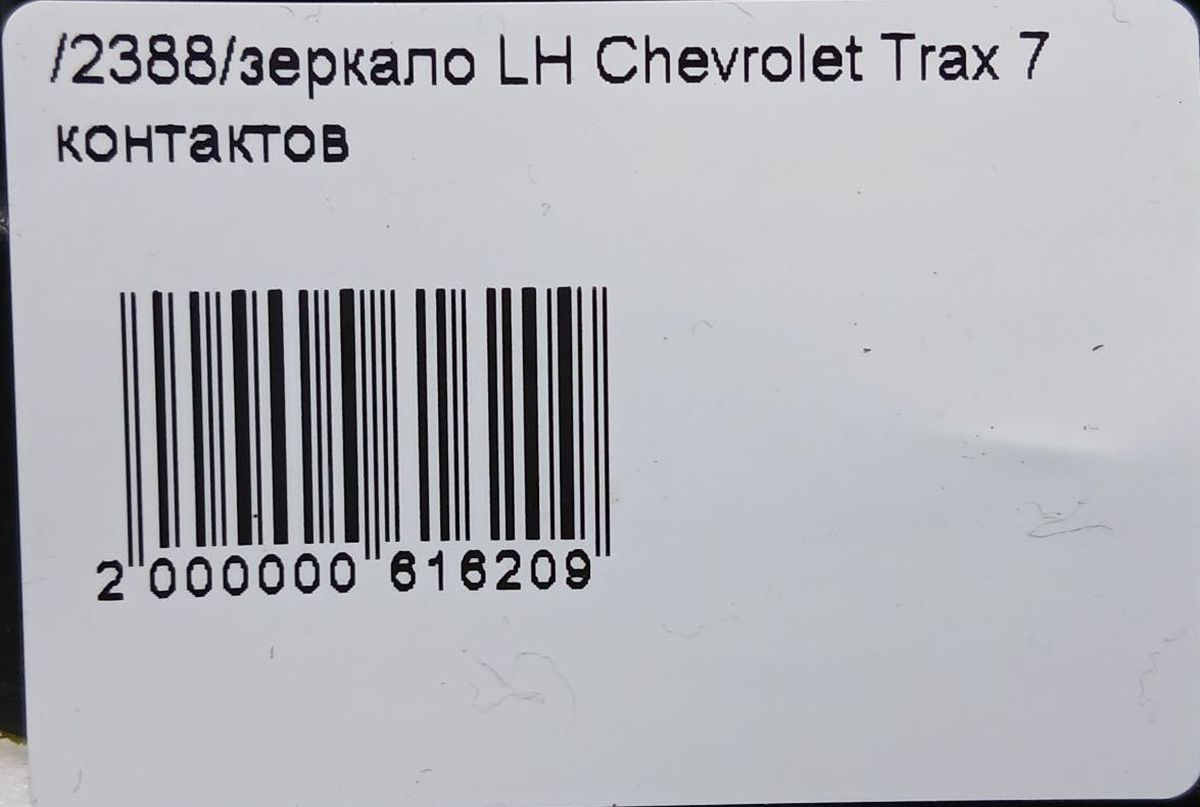 /2388/зеркало LH Chevrolet Trax 7
контактов
2 000000 616209